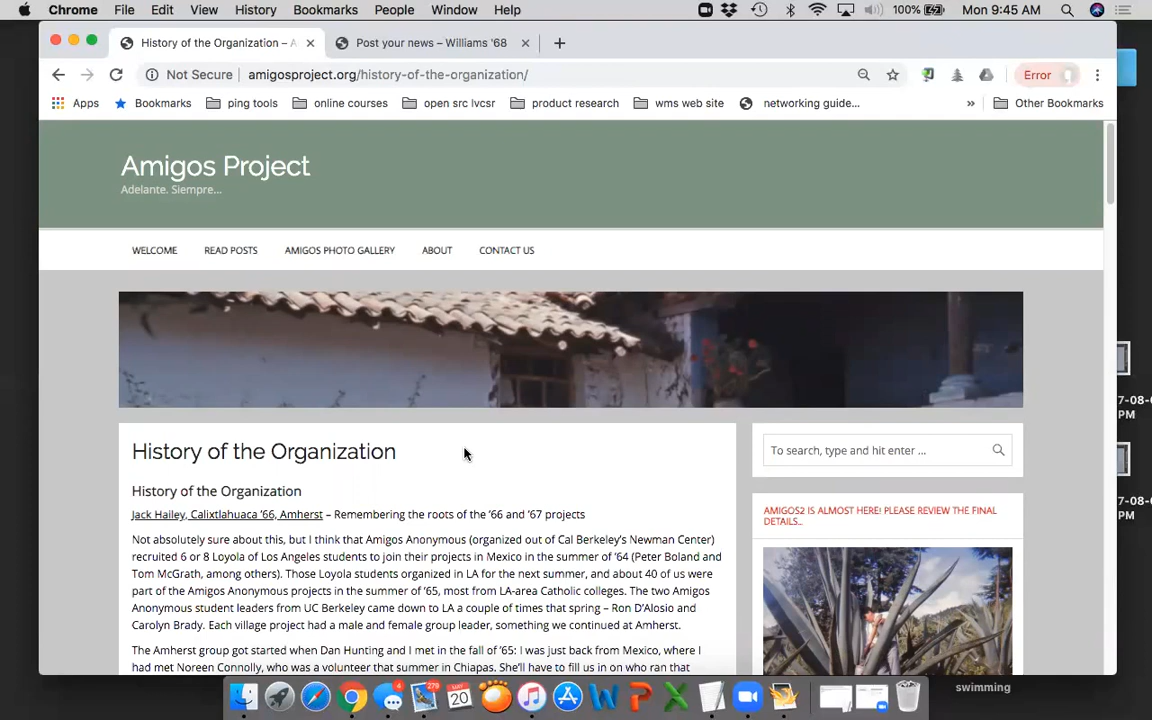 Chrome File Edit View History Bookmarks People Window Help 100% Mon 9:45 AM
History of the Organization – A Post your news – Williams '68
Not Secure amigosproject.org/history-of-the-organization/ Error
Apps Bookmarks ping tools online courses open src lvcsr product research wms web site networking guide... » Other Bookmarks
Amigos Project
Adelante. Siempre...
WELCOME READ POSTS AMIGOS PHOTO GALLERY ABOUT CONTACT US
History of the Organization
To search, type and hit enter ...
History of the Organization
Jack Hailey, Calixtlahuaca '66, Amherst – Remembering the roots of the '66 and '67 projects
AMIGOS2 IS ALMOST HERE! PLEASE REVIEW THE FINAL
DETAILS...
Not absolutely sure about this, but I think that Amigos Anonymous (organized out of Cal Berkeley's Newman Center)
recruited 6 or 8 Loyola of Los Angeles students to join their projects in Mexico in the summer of '64 (Peter Boland and
Tom McGrath, among others). Those Loyola students organized in LA for the next summer, and about 40 of us were
part of the Amigos Anonymous projects in the summer of '65, most from LA-area Catholic colleges. The two Amigos
Anonymous student leaders from UC Berkeley came down to LA a couple of times that spring – Ron D'Alosio and
Carolyn Brady. Each village project had a male and female group leader, something we continued at Amherst.
The Amherst group got started when Dan Hunting and I met in the fall of '65: I was just back from Mexico, where I
had met Noreen Connolly, who was a volunteer that summer in Chiapas. She'll have to fill us in on who ran that
PM
PM
swimming
4
278
20